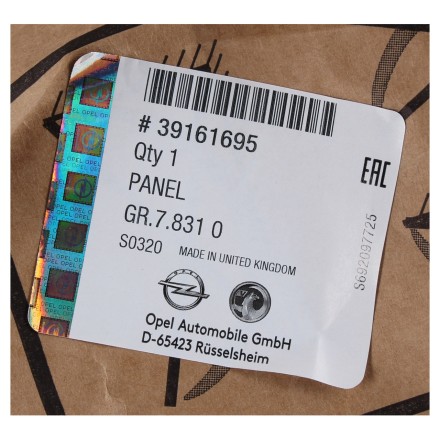 # 39161695
Qty 1
PANEL
GR.7.831 0
S0320 MADE IN UNITED KINGDOM
Opel Automobile GmbH
D-65423 Rüsselsheim
EAC
S692097725